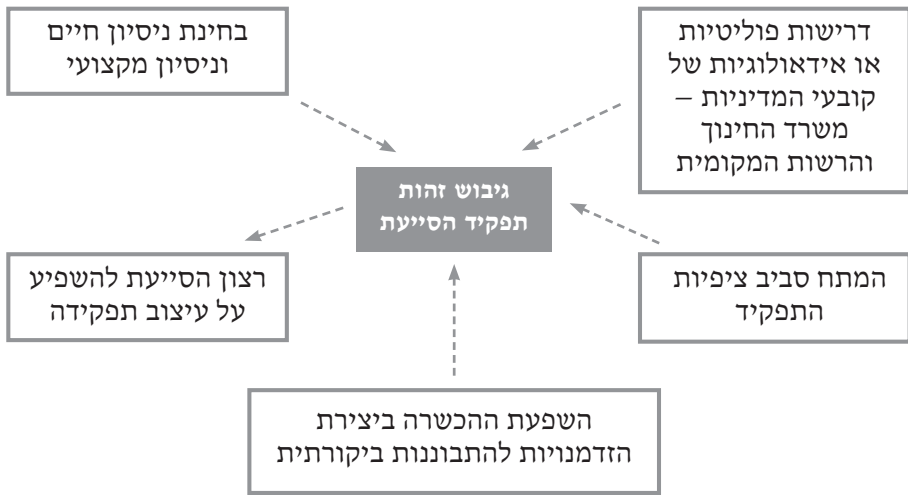 דרישות פוליטיות
או אידאולוגיות של
קובעי המדיניות –
משרד החינוך
והרשות המקומית
בחינת ניסיון חיים
וניסיון מקצועי
גיבוש זהות
תפקיד הסייעת
המתח סביב ציפיות
התפקיד
רצון הסייעת להשפיע
על עיצוב תפקידה
השפעת ההכשרה ביצירת
הזדמנויות להתבוננות ביקורתית